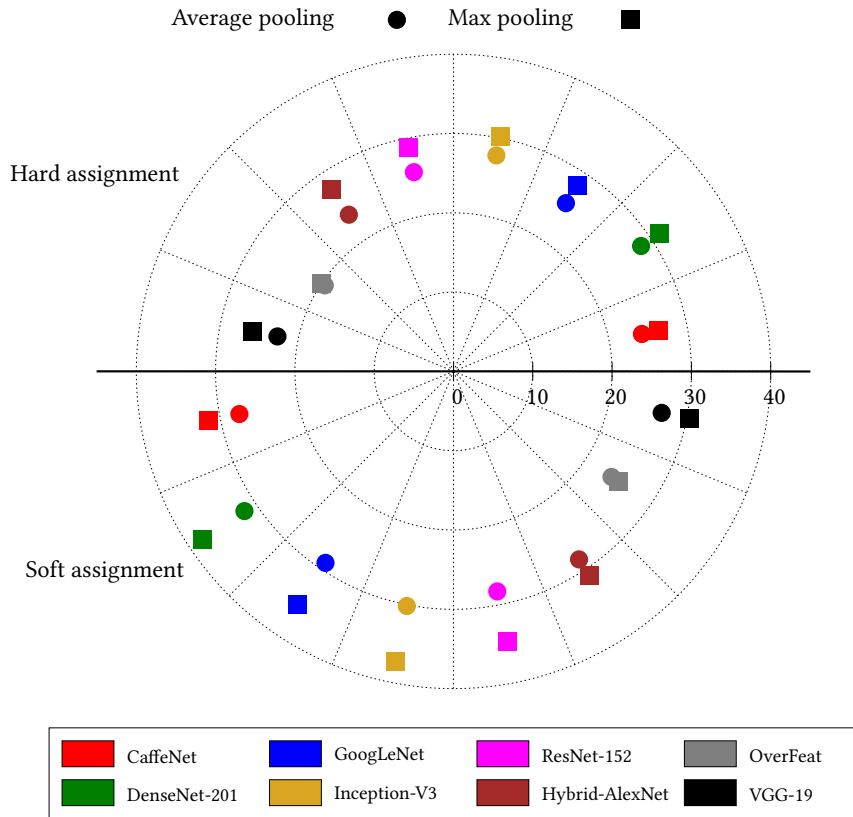 Average pooling Max pooling
Hard assignment
0 10 20 30 40
Soft assignment
CaffeNet GoogLeNet ResNet-152 OverFeat
DenseNet-201 Inception-V3 Hybrid-AlexNet VGG-19